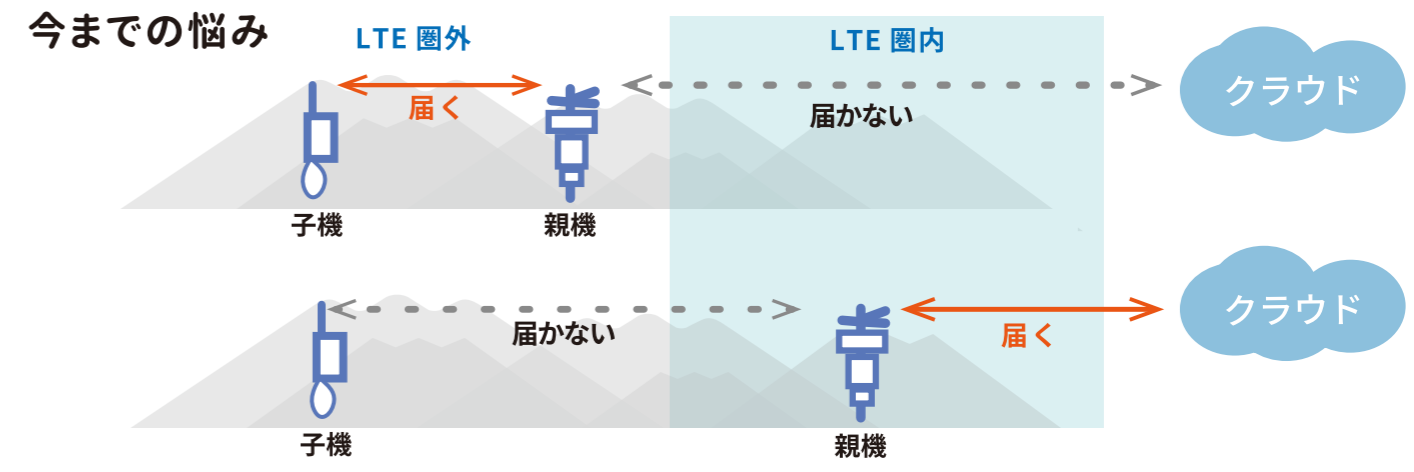 今までの悩み
LTE 圏外
LTE 圏内
クラウド
届く
届かない
子機
親機
クラウド
届かない
届く
子機
親機